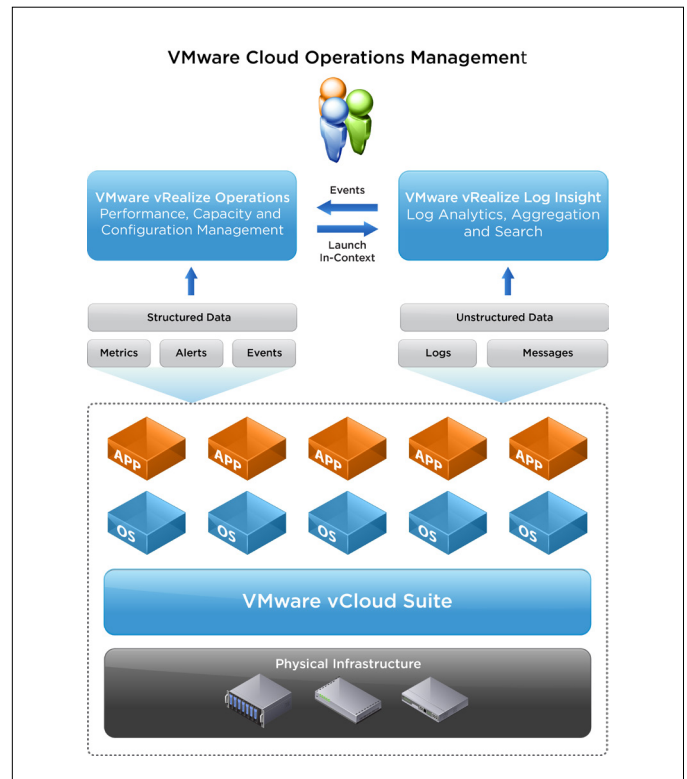 VMware Cloud Operations Management
VMware vRealize Operations
Performance, Capacity and
Configuration Management
Events
Launch
In-Context
VMware vRealize Log Insight
Log Analytics, Aggregation
and Search
Structured Data
Metrics
Alerts
Events
Unstructured Data
Logs
Messages
APP
APP
APP
APP
APP
OS
OS
OS
OS
OS
VMware vCloud Suite
Physical Infrastructure